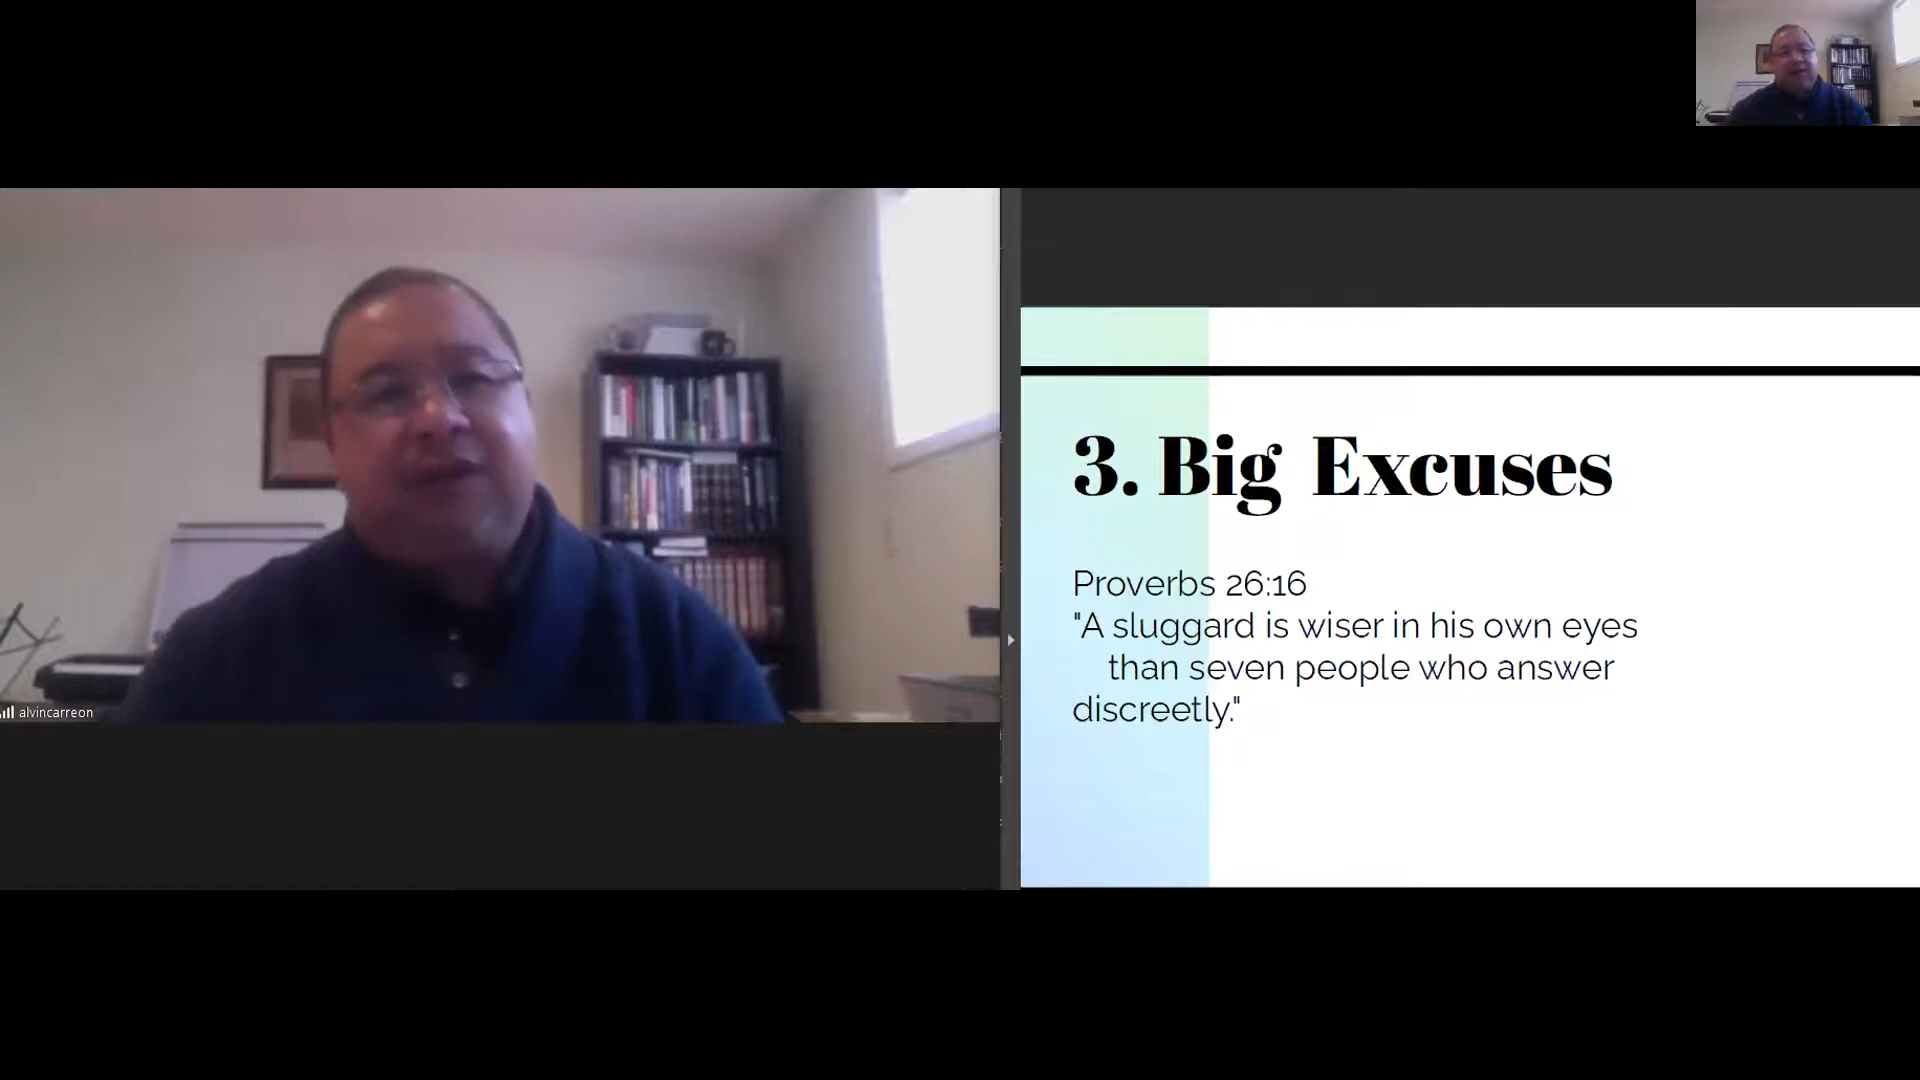 alvincarreon
3. Big Excuses
Proverbs 26:16
"A sluggard is wiser in his own eyes
than seven people who answer
discreetly."